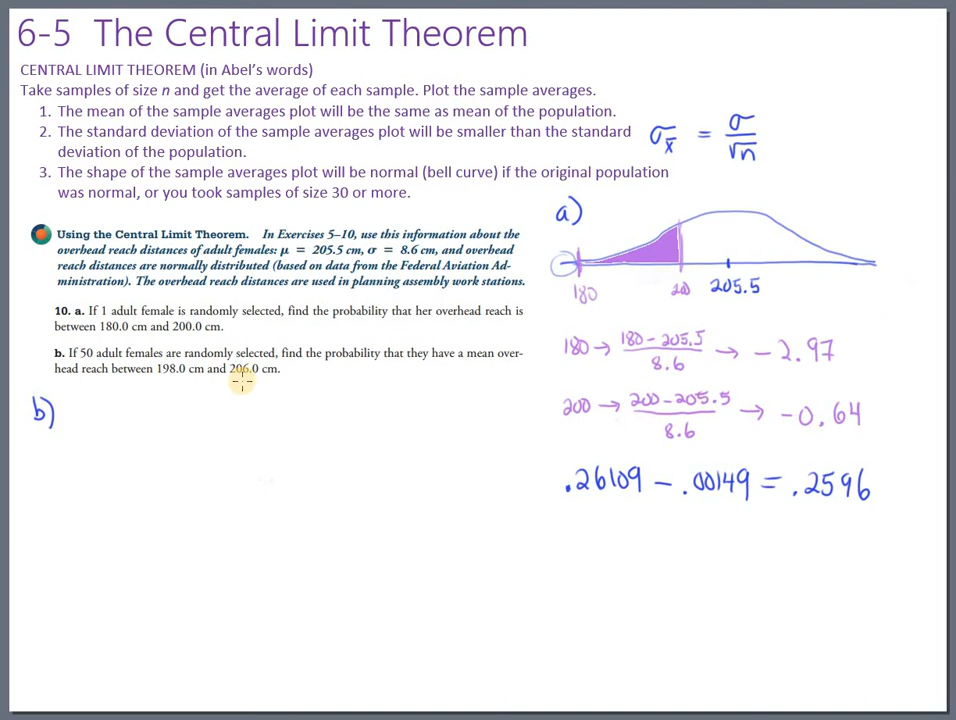 6-5 The Central Limit Theorem
CENTRAL LIMIT THEOREM (in Abel's words)
Take samples of size n and get the average of each sample. Plot the sample averages.
1. The mean of the sample averages plot will be the same as mean of the population.
2. The standard deviation of the sample averages plot will be smaller than the standard
deviation of the population.
3. The shape of the sample averages plot will be normal (bell curve) if the original population
was normal, or you took samples of size 30 or more.
σx̄ = σ/√n
Using the Central Limit Theorem. In Exercises 5–10, use this information about the
overhead reach distances of adult females: μ = 205.5 cm, σ = 8.6 cm, and overhead
reach distances are normally distributed (based on data from the Federal Aviation Ad-
ministration). The overhead reach distances are used in planning assembly work stations.
10. a. If 1 adult female is randomly selected, find the probability that her overhead reach is
between 180.0 cm and 200.0 cm.
b. If 50 adult females are randomly selected, find the probability that they have a mean over-
head reach between 198.0 cm and 206.0 cm.
b)
a)
180 200 205.5
180 → 180 - 205.5 / 8.6 → -2.97
200 → 200 - 205.5 / 8.6 → -0.64
.26109 - .00149 = .2596